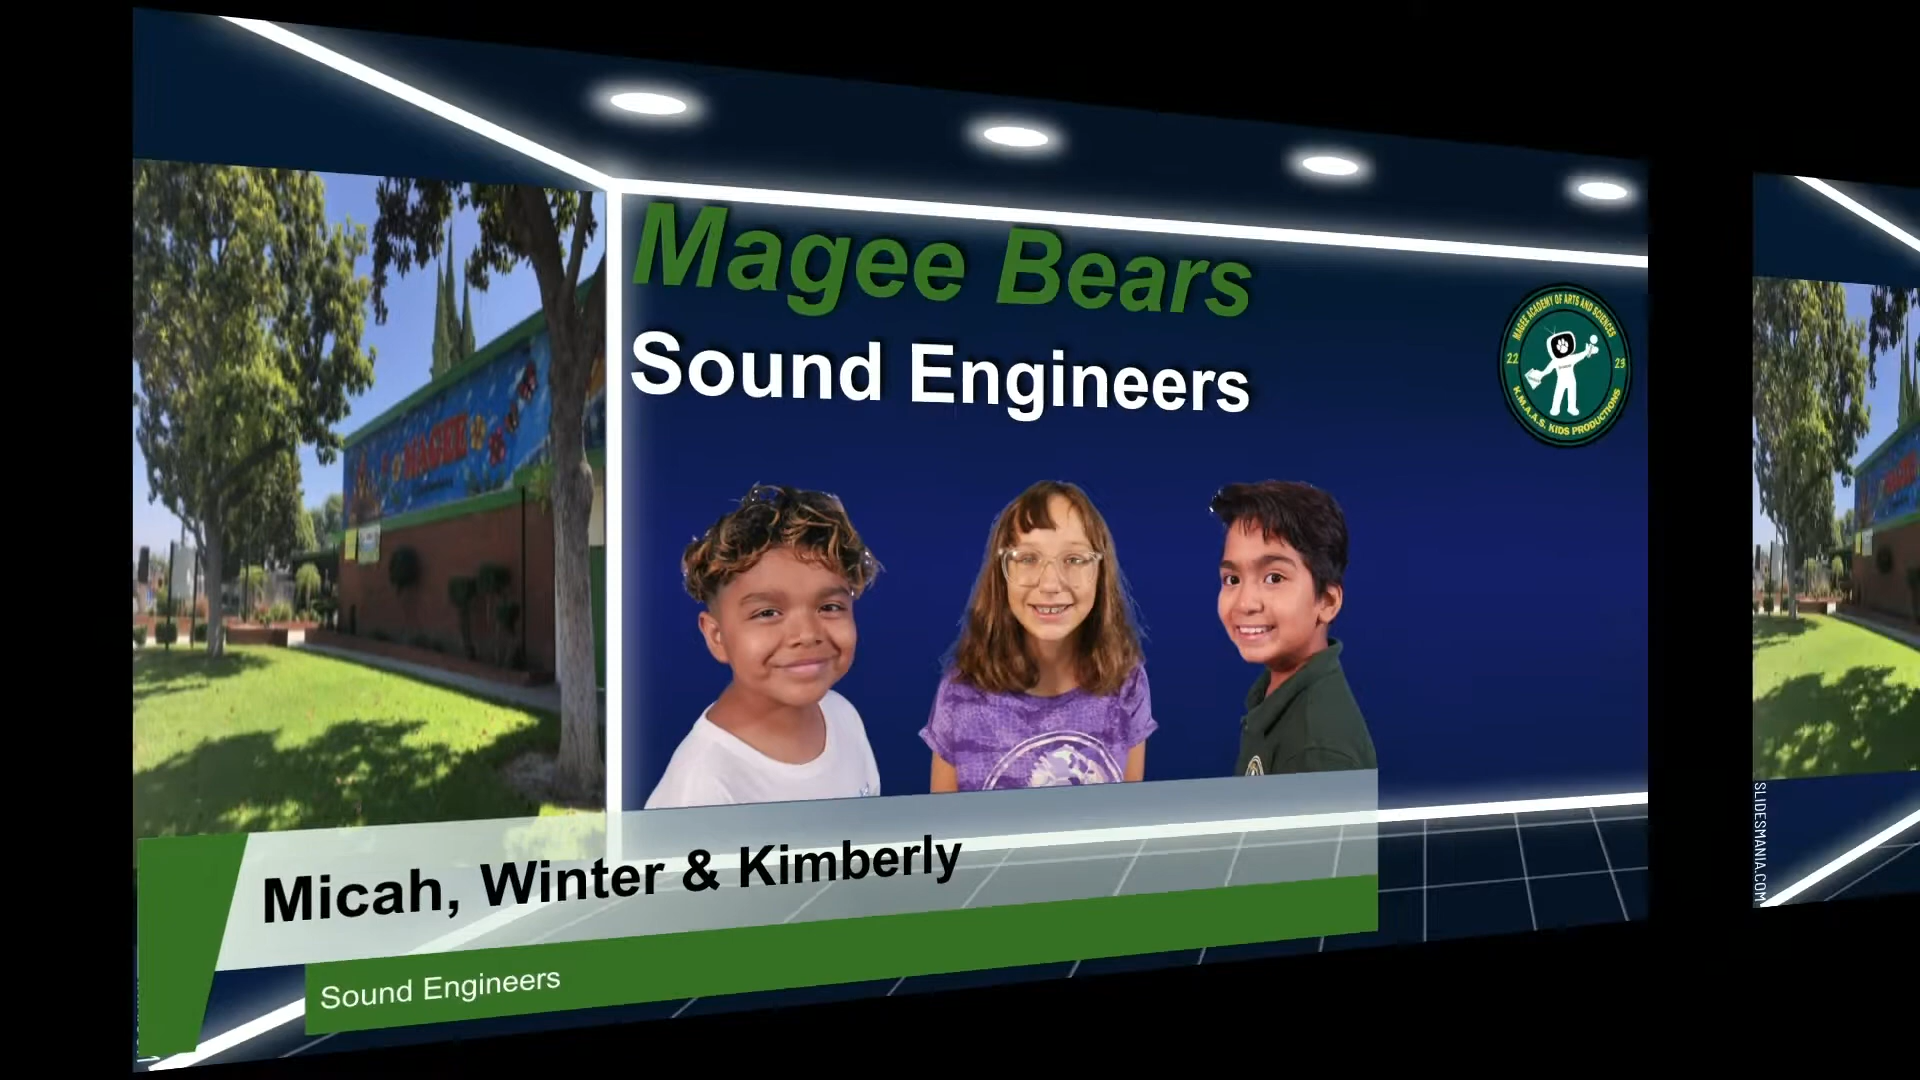 Magee Bears
Sound Engineers
MAGEE ACADEMY OF ARTS AND SCIENCES
22 23
K.M.A.A.S. KIDS PRODUCTIONS
MAGEE
Micah, Winter & Kimberly
Sound Engineers
SLIDESMANIA.COM